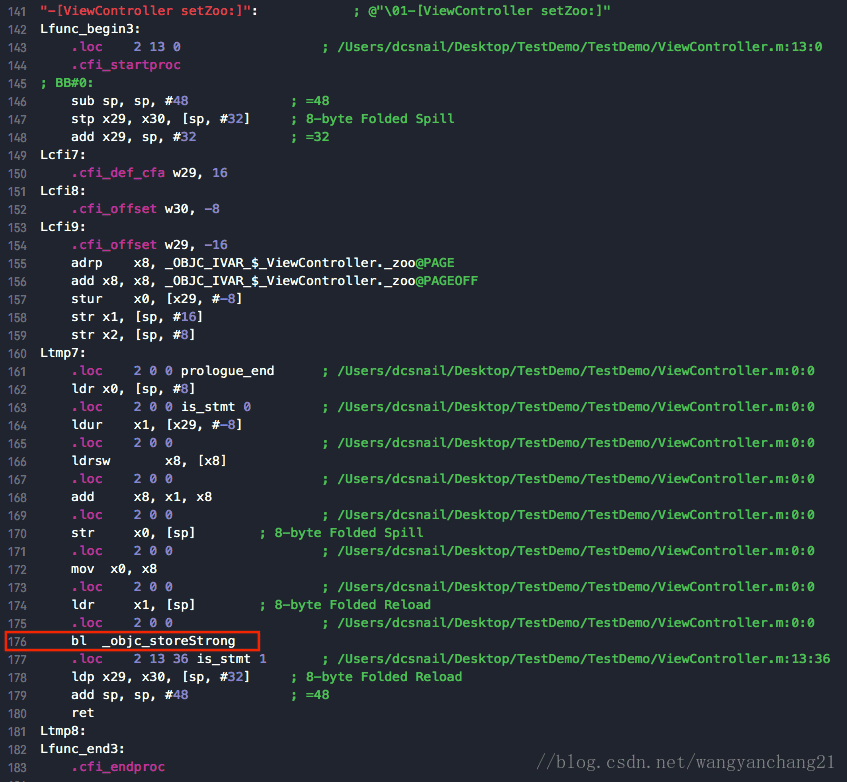 141 "-[ViewController setZoo:]": ; @"\01-[ViewController setZoo:]"
142 Lfunc_begin3:
143 .loc 2 13 0 ; /Users/dcsnail/Desktop/TestDemo/TestDemo/ViewController.m:13:0
144 .cfi_startproc
145 ; BB#0:
146 sub sp, sp, #48 ; =48
147 stp x29, x30, [sp, #32] ; 8-byte Folded Spill
148 add x29, sp, #32 ; =32
149 Lcfi7:
150 .cfi_def_cfa w29, 16
151 Lcfi8:
152 .cfi_offset w30, -8
153 Lcfi9:
154 .cfi_offset w29, -16
155 adrp x8, _OBJC_IVAR_$_ViewController._zoo@PAGE
156 add x8, x8, _OBJC_IVAR_$_ViewController._zoo@PAGEOFF
157 stur x0, [x29, #-8]
158 str x1, [sp, #16]
159 str x2, [sp, #8]
160 Ltmp7:
161 .loc 2 0 0 prologue_end ; /Users/dcsnail/Desktop/TestDemo/TestDemo/ViewController.m:0:0
162 ldr x0, [sp, #8]
163 .loc 2 0 0 is_stmt 0 ; /Users/dcsnail/Desktop/TestDemo/TestDemo/ViewController.m:0:0
164 ldur x1, [x29, #-8]
165 .loc 2 0 0 ; /Users/dcsnail/Desktop/TestDemo/TestDemo/ViewController.m:0:0
166 ldrsw x8, [x8]
167 .loc 2 0 0 ; /Users/dcsnail/Desktop/TestDemo/TestDemo/ViewController.m:0:0
168 add x8, x1, x8
169 .loc 2 0 0 ; /Users/dcsnail/Desktop/TestDemo/TestDemo/ViewController.m:0:0
170 str x0, [sp] ; 8-byte Folded Spill
171 .loc 2 0 0 ; /Users/dcsnail/Desktop/TestDemo/TestDemo/ViewController.m:0:0
172 mov x0, x8
173 .loc 2 0 0 ; /Users/dcsnail/Desktop/TestDemo/TestDemo/ViewController.m:0:0
174 ldr x1, [sp] ; 8-byte Folded Reload
175 .loc 2 0 0 ; /Users/dcsnail/Desktop/TestDemo/TestDemo/ViewController.m:0:0
176 bl _objc_storeStrong
177 .loc 2 13 36 is_stmt 1 ; /Users/dcsnail/Desktop/TestDemo/TestDemo/ViewController.m:13:36
178 ldp x29, x30, [sp, #32] ; 8-byte Folded Reload
179 add sp, sp, #48 ; =48
180 ret
181 Ltmp8:
182 Lfunc_end3:
183 .cfi_endproc
//blog.csdn.net/wangyanchang21